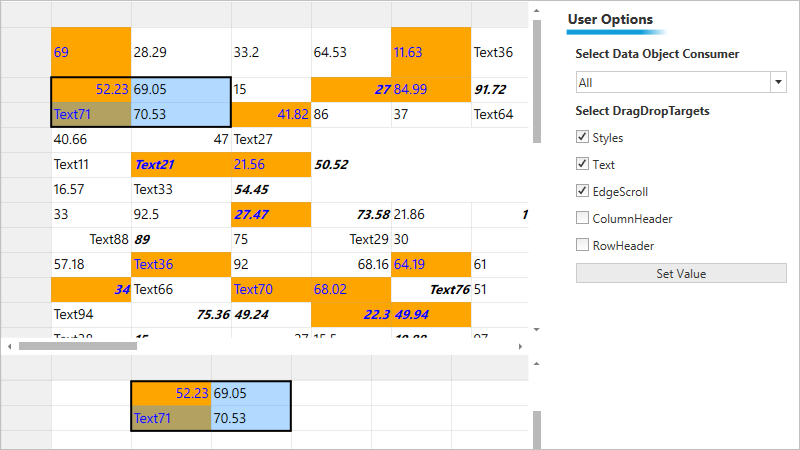 69 28.29 33.2 64.53 11.63 Text36
52.23 69.05 15 27 84.99 91.72
Text71 70.53 41.82 86 37 Text64
40.66 47 Text27
Text11 Text21 21.56 50.52
16.57 Text33 54.45
33 92.5 27.47 73.58 21.86 1
Text88 89 75 Text29 30
57.18 Text36 92 68.16 64.19 61
34 Text66 Text70 68.02 Text76 51
Text94 75.36 49.24 22.3 49.94
52.23 69.05
Text71 70.53
User Options
Select Data Object Consumer
All
Select DragDropTargets
Styles
Text
EdgeScroll
ColumnHeader
RowHeader
Set Value